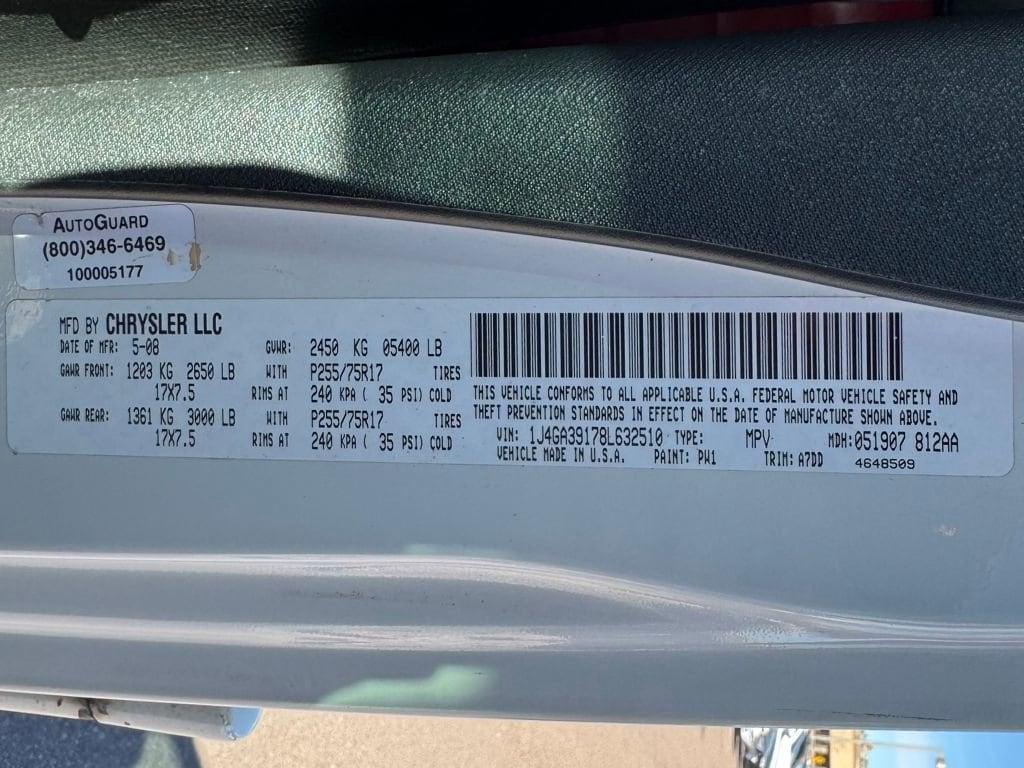 AUTOGUARD
(800)346-6469
100005177
MFD BY CHRYSLER LLC
DATE OF MFR: 5-08 GVWR: 2450 KG 05400 LB
GAWR FRONT: 1203 KG 2650 LB WITH P255/75R17 TIRES
17X7.5 RIMS AT 240 KPA ( 35 PSI) COLD
GAWR REAR: 1361 KG 3000 LB WITH P255/75R17 TIRES
17X7.5 RIMS AT 240 KPA ( 35 PSI) COLD
THIS VEHICLE CONFORMS TO ALL APPLICABLE U.S.A. FEDERAL MOTOR VEHICLE SAFETY AND
THEFT PREVENTION STANDARDS IN EFFECT ON THE DATE OF MANUFACTURE SHOWN ABOVE.
VIN: 1J4GA39178L632510 TYPE: MPV MDH:051907 812AA
VEHICLE MADE IN U.S.A. PAINT: PW1 TRIM: A7DD 4648509